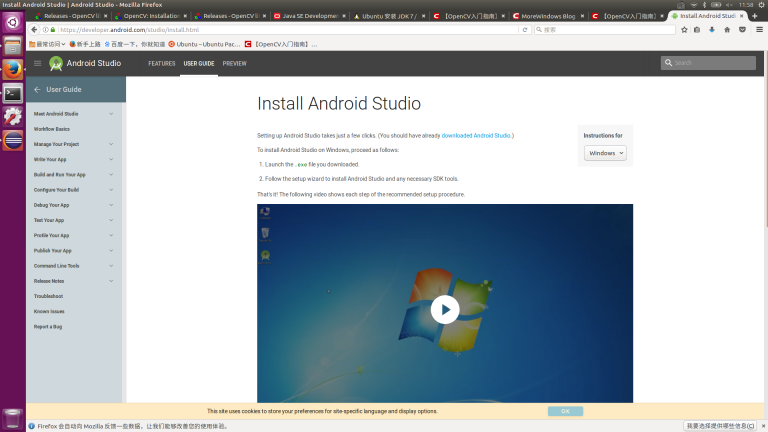 Install Android Studio | Android Studio - Mozilla Firefox
11:58
Releases - OpenCV li
OpenCV: Installation
Releases - OpenCV li
Java SE Developmen
Ubuntu 安装 JDK 7 /
【OpenCV入门指南】
MoreWindows Blog
【OpenCV入门指南】
Install Android Studi
https://developer.android.com/studio/install.html
搜索
最常访问
新手上路
百度一下，你就知道
Ubuntu — Ubuntu Pac...
【OpenCV入门指南】...
Android Studio
FEATURES
USER GUIDE
PREVIEW
Search
User Guide
Meet Android Studio
Workflow Basics
Manage Your Project
Write Your App
Build and Run Your App
Configure Your Build
Debug Your App
Test Your App
Profile Your App
Publish Your App
Command Line Tools
Release Notes
Troubleshoot
Known Issues
Report a Bug
Install Android Studio
Setting up Android Studio takes just a few clicks. (You should have already downloaded Android Studio.)
To install Android Studio on Windows, proceed as follows:
1. Launch the .exe file you downloaded.
2. Follow the setup wizard to install Android Studio and any necessary SDK tools.
That's it! The following video shows each step of the recommended setup procedure.
Instructions for
Windows
This site uses cookies to store your preferences for site-specific language and display options.
OK
Firefox 会自动向 Mozilla 反馈一些数据，让我们能够改善您的使用体验。
我要选择提供哪些信息(C)